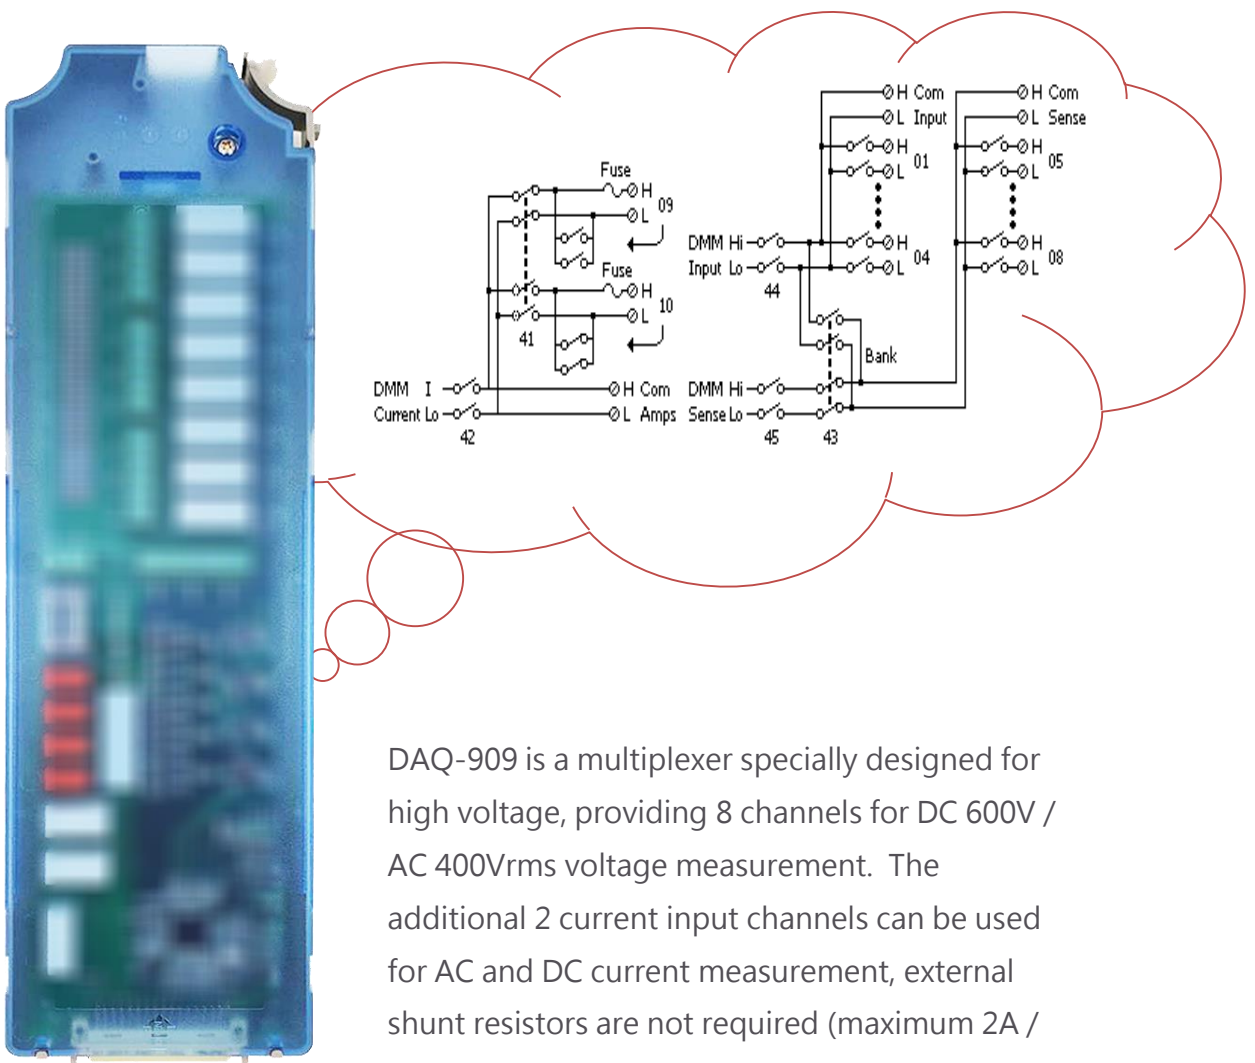 H Com
L Input
H
01
L
H
04
L
H Com
L Sense
H
05
L
H
08
L
Fuse
H
09
L
Fuse
H
10
L
41
DMM I
Current Lo
42
H Com
L Amps
DMM Hi
Input Lo
44
Bank
DMM Hi
Sense Lo
45
43
DAQ-909 is a multiplexer specially designed for
high voltage, providing 8 channels for DC 600V /
AC 400Vrms voltage measurement. The
additional 2 current input channels can be used
for AC and DC current measurement, external
shunt resistors are not required (maximum 2A /